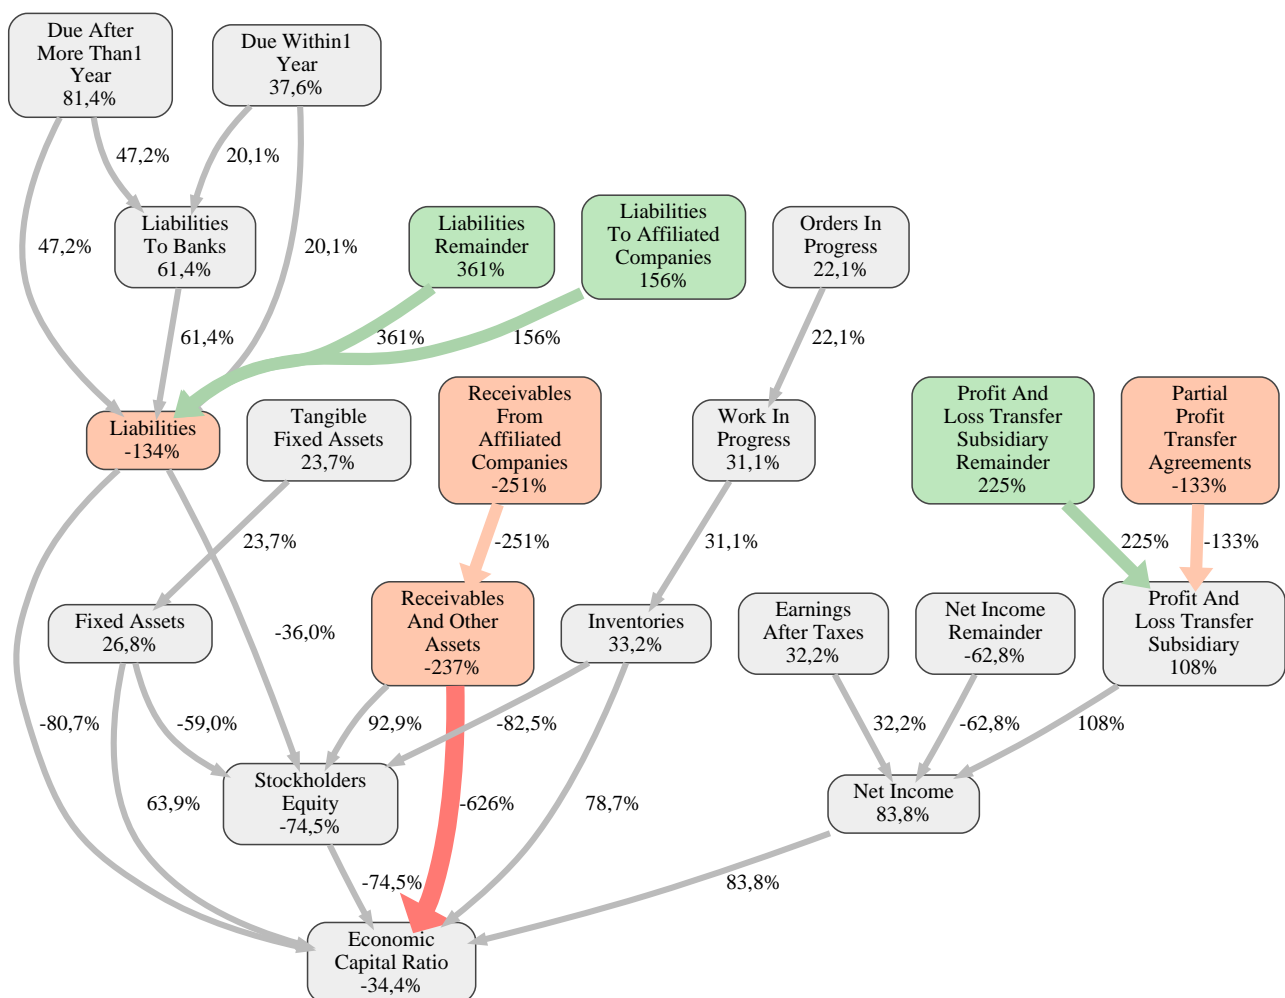 Due After
More Than1
Year
81,4%
Due Within1
Year
37,6%
47,2%
20,1%
Liabilities
To Banks
61,4%
Liabilities
Remainder
361%
Liabilities
To Affiliated
Companies
156%
Orders In
Progress
22,1%
47,2%
20,1%
61,4%
361%
156%
22,1%
Liabilities
-134%
Tangible
Fixed Assets
23,7%
Receivables
From
Affiliated
Companies
-251%
Work In
Progress
31,1%
Profit And
Loss Transfer
Subsidiary
Remainder
225%
Partial
Profit
Transfer
Agreements
-133%
23,7%
-251%
31,1%
225%
-133%
Fixed Assets
26,8%
-36,0%
Receivables
And Other
Assets
-237%
Inventories
33,2%
Earnings
After Taxes
32,2%
Net Income
Remainder
-62,8%
Profit And
Loss Transfer
Subsidiary
108%
-80,7%
-59,0%
92,9%
-82,5%
32,2%
-62,8%
108%
63,9%
Stockholders
Equity
-74,5%
-626%
78,7%
Net Income
83,8%
-74,5%
83,8%
Economic
Capital Ratio
-34,4%